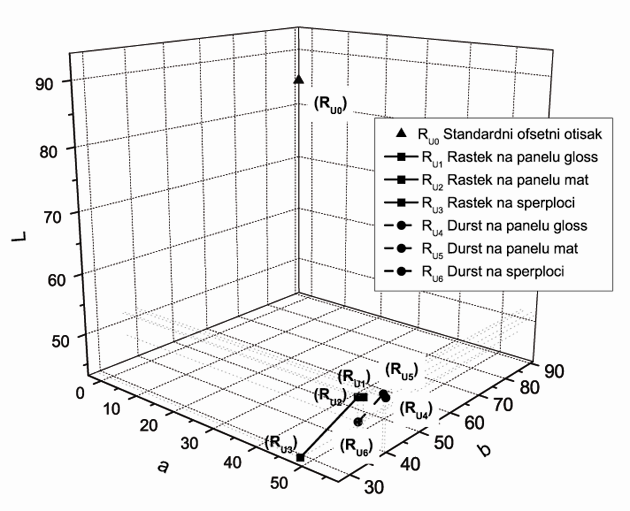 90
80
70
60
50
L
(RU0)
RU0 Standardni ofsetni otisak
RU1 Rastek na panelu gloss
RU2 Rastek na panelu mat
RU3 Rastek na sperploci
RU4 Durst na panelu gloss
RU5 Durst na panelu mat
RU6 Durst na sperploci
(RU1)
(RU5)
(RU2)
(RU4)
(RU3)
(RU6)
0
10
20
30
40
50
a
30
40
50
60
70
80
90
b